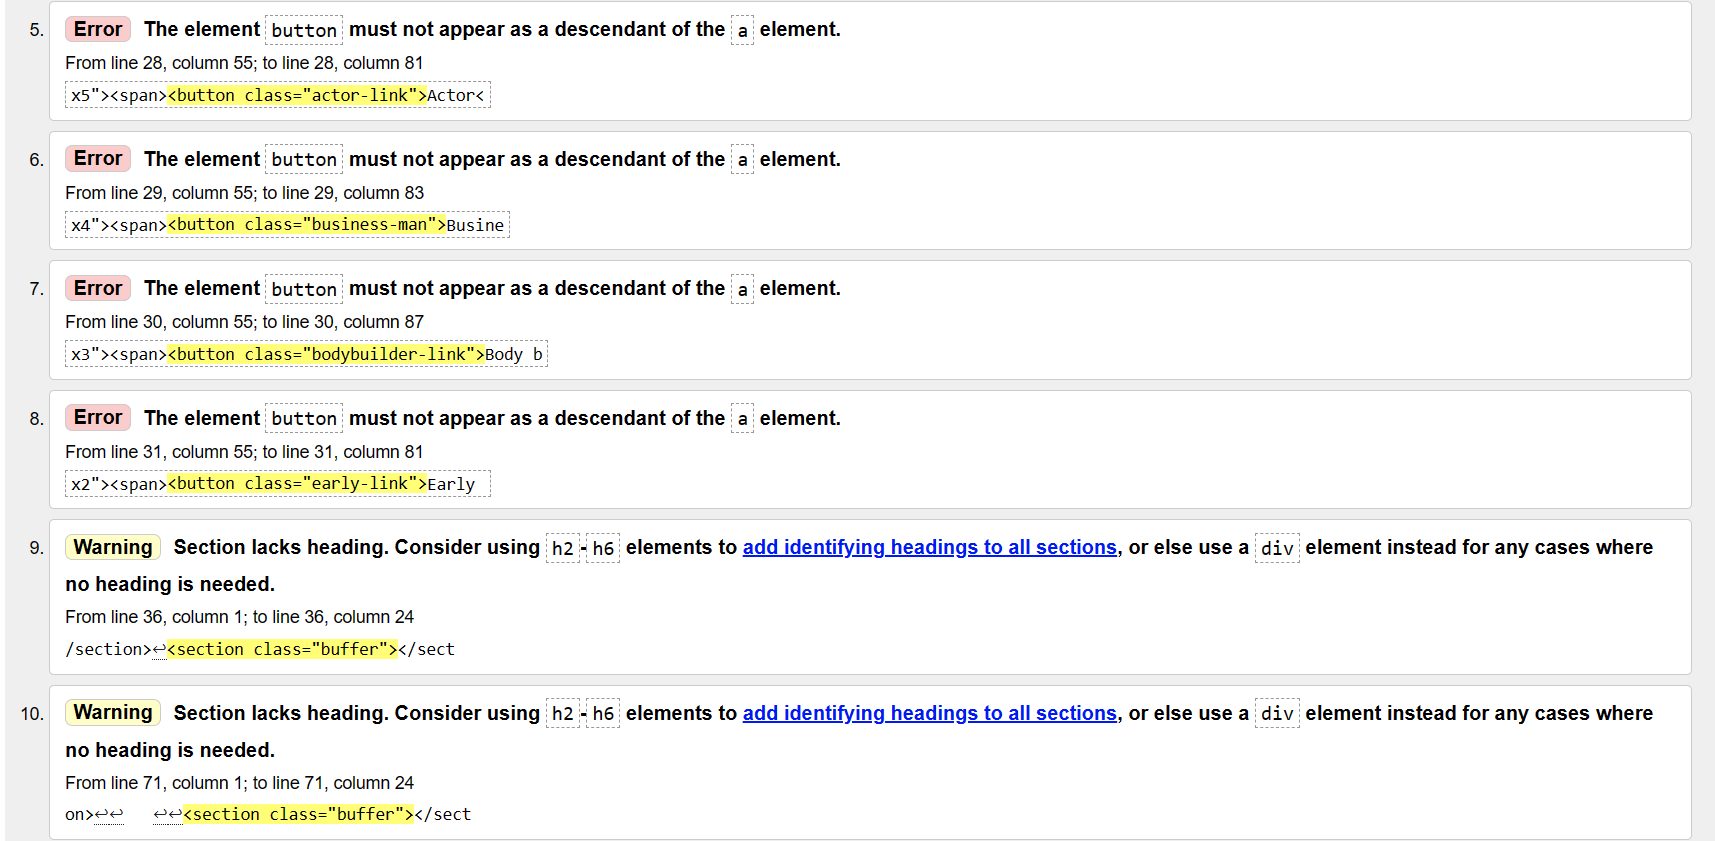 5. Error The element button must not appear as a descendant of the a element.
From line 28, column 55; to line 28, column 81
x5"><span><button class="actor-link">Actor<
6. Error The element button must not appear as a descendant of the a element.
From line 29, column 55; to line 29, column 83
x4"><span><button class="business-man">Busine
7. Error The element button must not appear as a descendant of the a element.
From line 30, column 55; to line 30, column 87
x3"><span><button class="bodybuilder-link">Body b
8. Error The element button must not appear as a descendant of the a element.
From line 31, column 55; to line 31, column 81
x2"><span><button class="early-link">Early
9. Warning Section lacks heading. Consider using h2-h6 elements to add identifying headings to all sections, or else use a div element instead for any cases where
no heading is needed.
From line 36, column 1; to line 36, column 24
/section>↩<section class="buffer"></sect
10. Warning Section lacks heading. Consider using h2-h6 elements to add identifying headings to all sections, or else use a div element instead for any cases where
no heading is needed.
From line 71, column 1; to line 71, column 24
on>↩↩   ↩↩<section class="buffer"></sect